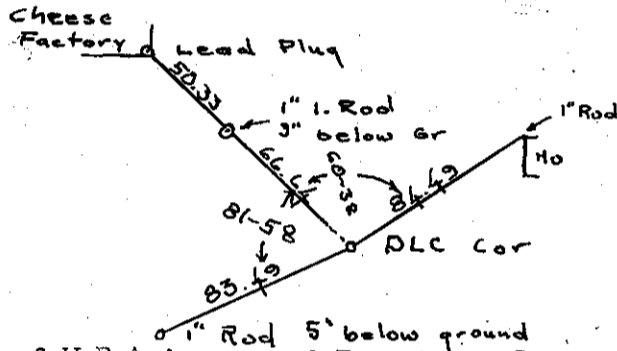 Cheese
Factory
Lead Plug
50.33
1" I. Rod
3" below Gr
1" Rod
Ho
66.64
60-38
84.49
81-58
DLC Cor
83.49
1" Rod 5' below ground